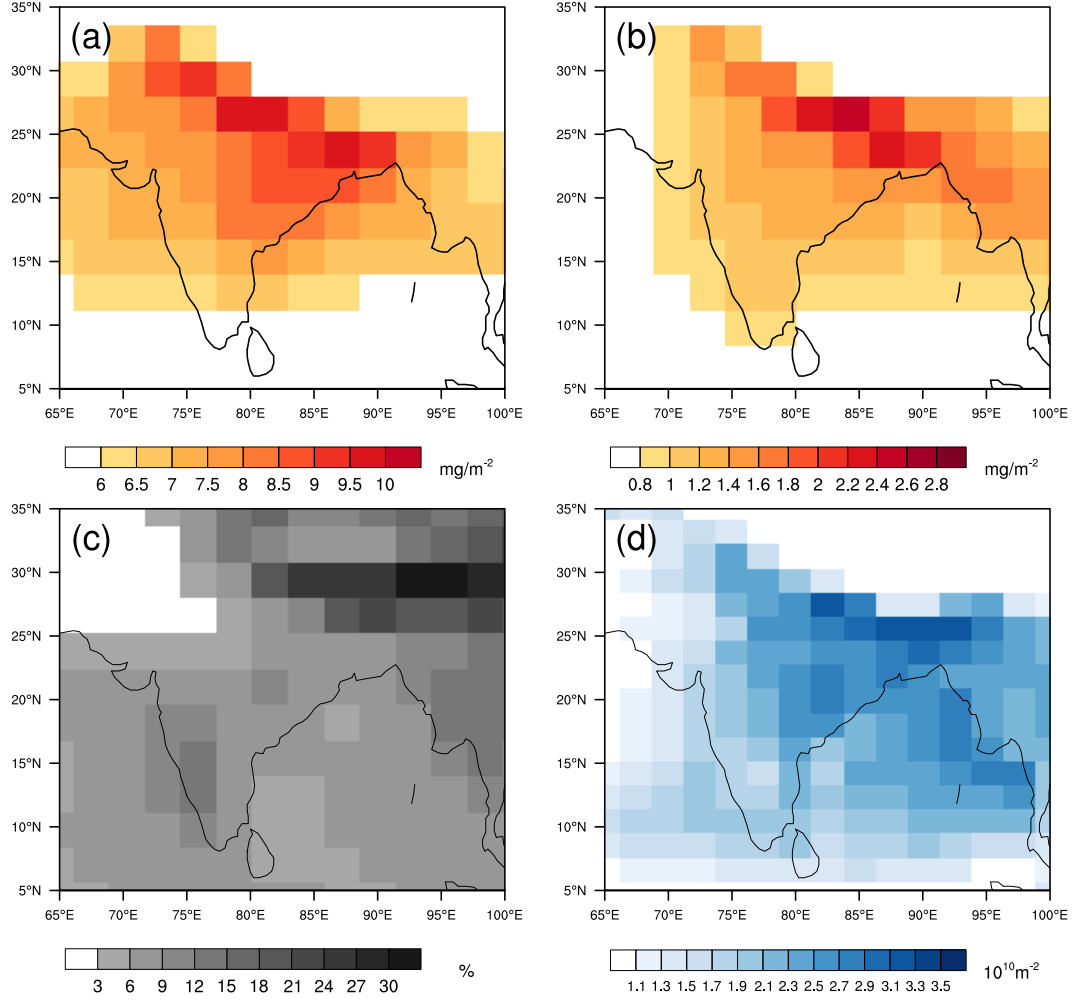 (a)
35°N
30°N
25°N
20°N
15°N
10°N
5°N
65°E 70°E 75°E 80°E 85°E 90°E 95°E 100°E
6 6.5 7 7.5 8 8.5 9 9.5 10
mg/m⁻²
(b)
35°N
30°N
25°N
20°N
15°N
10°N
5°N
65°E 70°E 75°E 80°E 85°E 90°E 95°E 100°E
0.8 1 1.2 1.4 1.6 1.8 2 2.2 2.4 2.6 2.8
mg/m⁻²
(c)
35°N
30°N
25°N
20°N
15°N
10°N
5°N
65°E 70°E 75°E 80°E 85°E 90°E 95°E 100°E
3 6 9 12 15 18 21 24 27 30
%
(d)
35°N
30°N
25°N
20°N
15°N
10°N
5°N
65°E 70°E 75°E 80°E 85°E 90°E 95°E 100°E
1.1 1.3 1.5 1.7 1.9 2.1 2.3 2.5 2.7 2.9 3.1 3.3 3.5
10¹⁰m⁻²